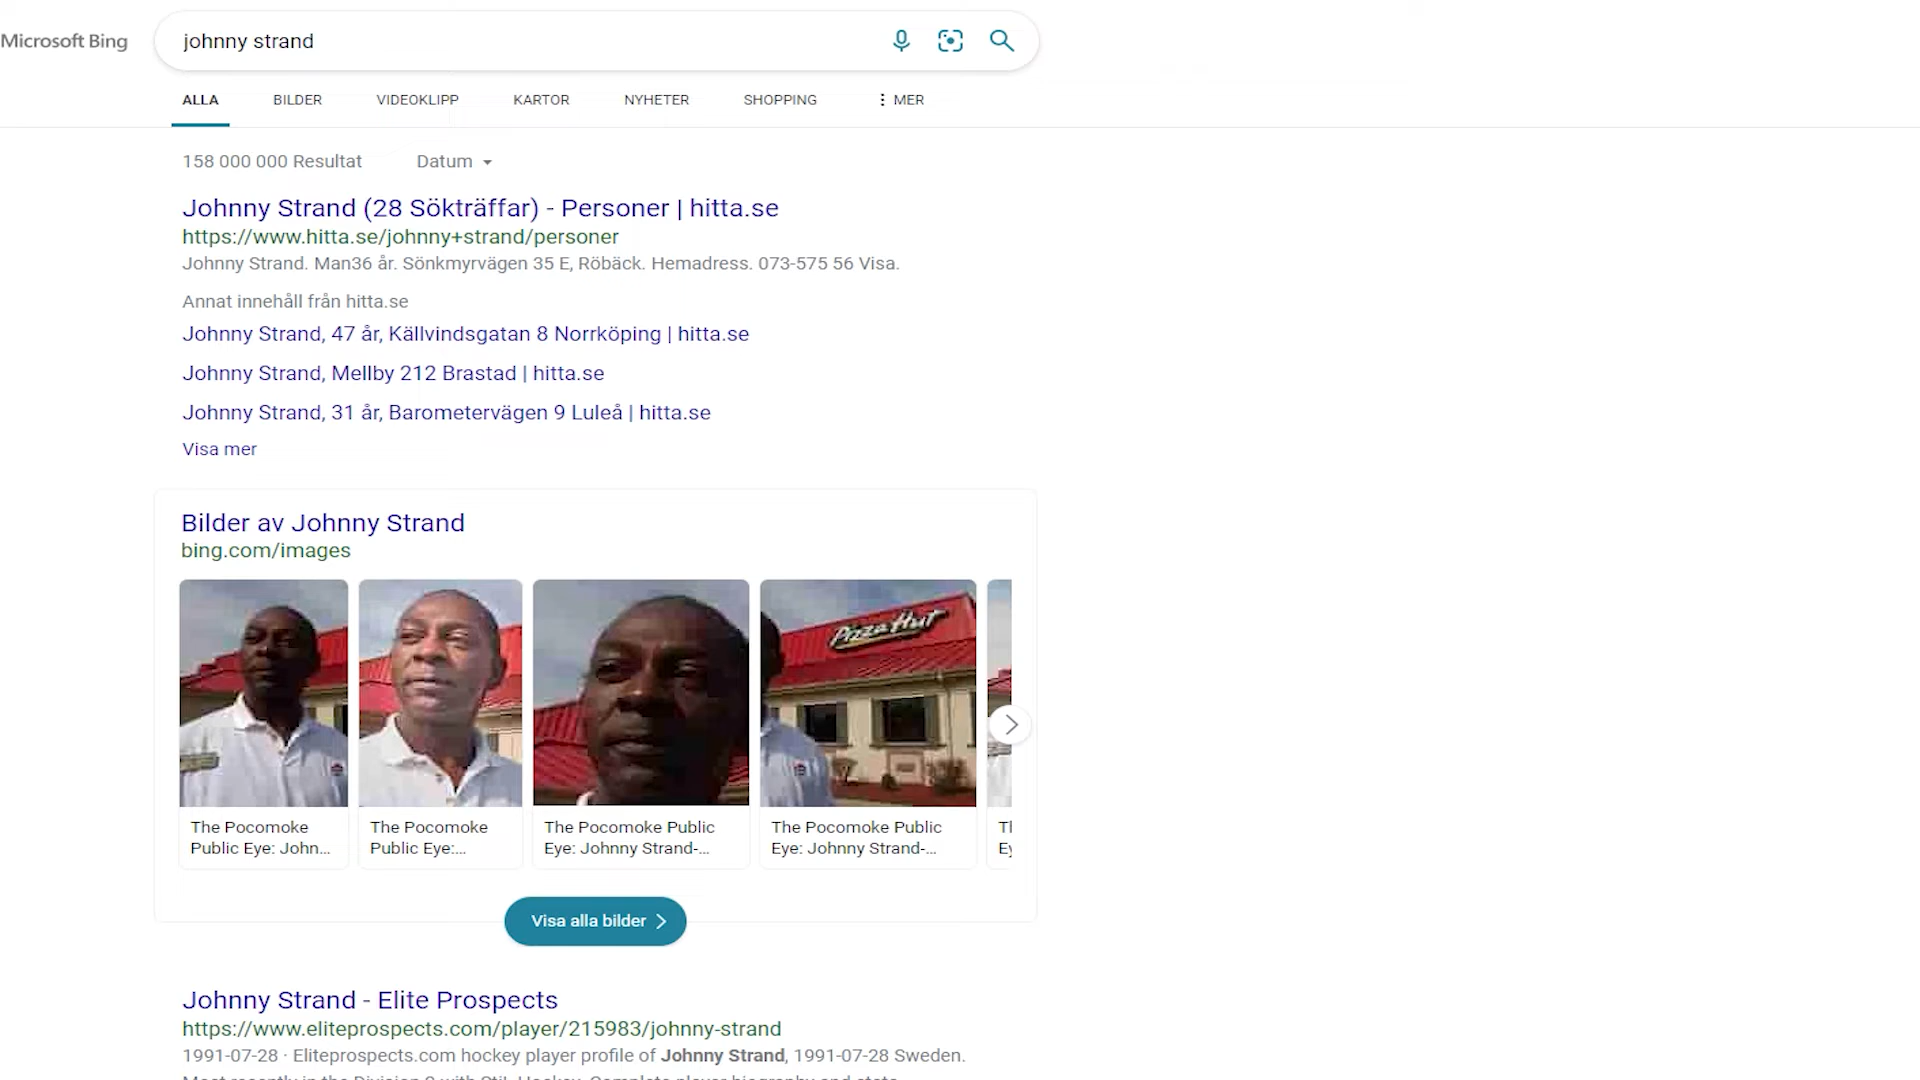 Microsoft Bing
johnny strand
ALLA BILDER VIDEOKLIPP KARTOR NYHETER SHOPPING MER
158 000 000 Resultat Datum
Johnny Strand (28 Sökträffar) - Personer | hitta.se
https://www.hitta.se/johnny+strand/personer
Johnny Strand. Man36 år. Sönkmyrvägen 35 E, Röbäck. Hemadress. 073-575 56 Visa.
Annat innehåll från hitta.se
Johnny Strand, 47 år, Källvindsgatan 8 Norrköping | hitta.se
Johnny Strand, Mellby 212 Brastad | hitta.se
Johnny Strand, 31 år, Barometervägen 9 Luleå | hitta.se
Visa mer
Bilder av Johnny Strand
bing.com/images
Pizza Hut
The Pocomoke
Public Eye: John...
The Pocomoke
Public Eye:...
The Pocomoke Public
Eye: Johnny Strand-...
The Pocomoke Public
Eye: Johnny Strand-...
Visa alla bilder
Johnny Strand - Elite Prospects
https://www.eliteprospects.com/player/215983/johnny-strand
1991-07-28 · Eliteprospects.com hockey player profile of Johnny Strand, 1991-07-28 Sweden.